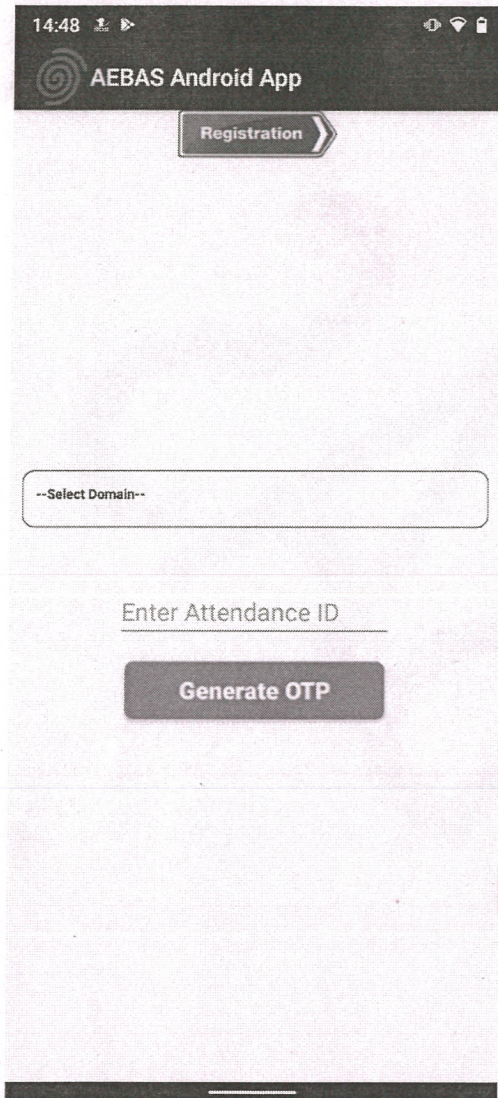 14:48
AEBAS Android App
Registration
--Select Domain--
Enter Attendance ID
Generate OTP